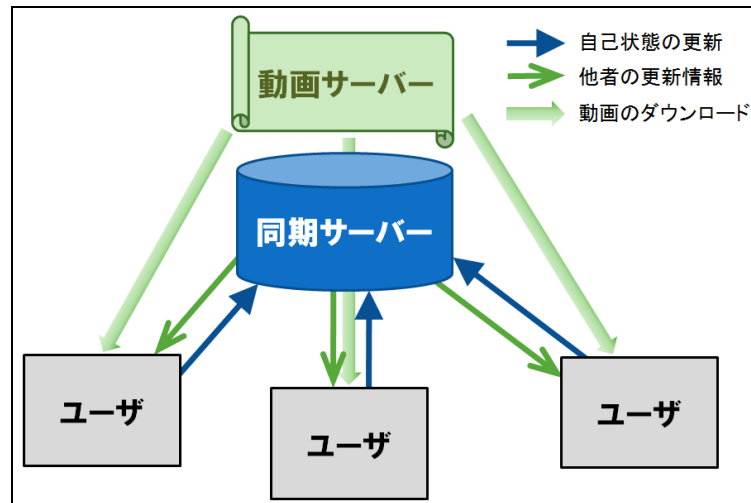 動画サーバー
自己状態の更新
他者の更新情報
動画のダウンロード
同期サーバー
ユーザ
ユーザ
ユーザ